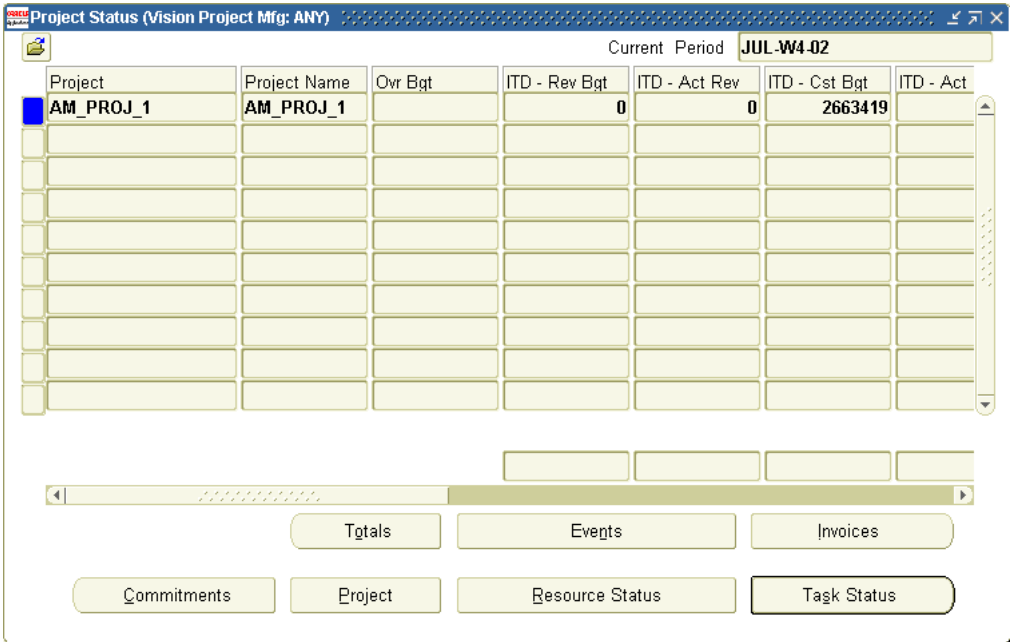 ORACLE Project Status (Vision Project Mfg: ANY)
Current Period JUL-W4-02
Project Project Name Ovr Bgt ITD - Rev Bgt ITD - Act Rev ITD - Cst Bgt ITD - Act
AM_PROJ_1 AM_PROJ_1 0 0 2663419
Totals Events Invoices
Commitments Project Resource Status Task Status